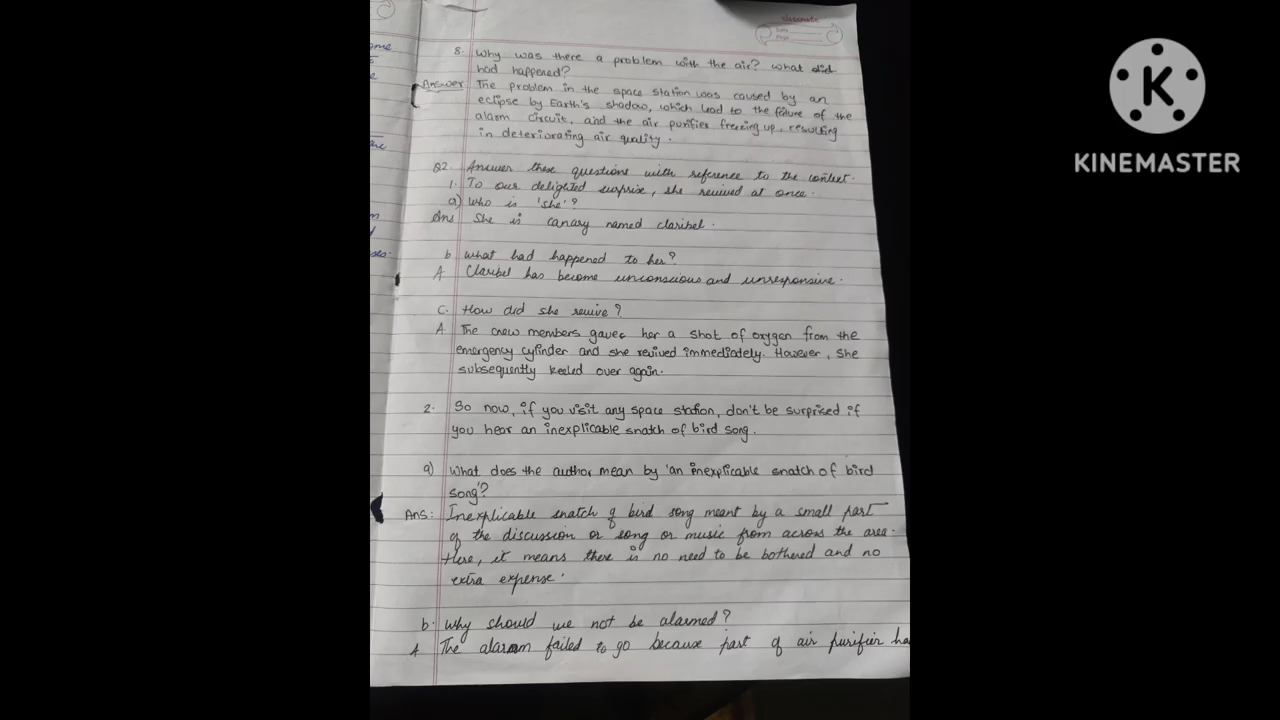 Date
Page
8. Why was there a problem with the air? What did
had happened?
Answer The problem in the space station was caused by an
eclipse by Earth's shadow, which lead to the failure of the
alarm circuit, and the air purifier freezing up, resulting
in deteriorating air quality.
Q2. Answer these questions with reference to the context.
1. To our delighted surprise, she revived at once.
a) Who is 'she'?
Ans She is canary named claribel.
b What had happened to her?
A. Claribel has become unconscious and unresponsive.
C. How did she revive?
A. The crew members gave her a shot of oxygen from the
emergency cylinder and she revived immediately. However, she
subsequently keeled over again.
2. So now, if you visit any space station, don't be surprised if
you hear an inexplicable snatch of bird song.
a) What does the author mean by 'an inexplicable snatch of bird
song'?
Ans: Inexplicable snatch of bird song meant by a small part
of the discussion or song or music from across the area.
Here, it means there is no need to be bothered and no
extra expense.
b. Why should we not be alarmed?
A The alaram failed to go because part of air purifier ha
K
KINEMASTER